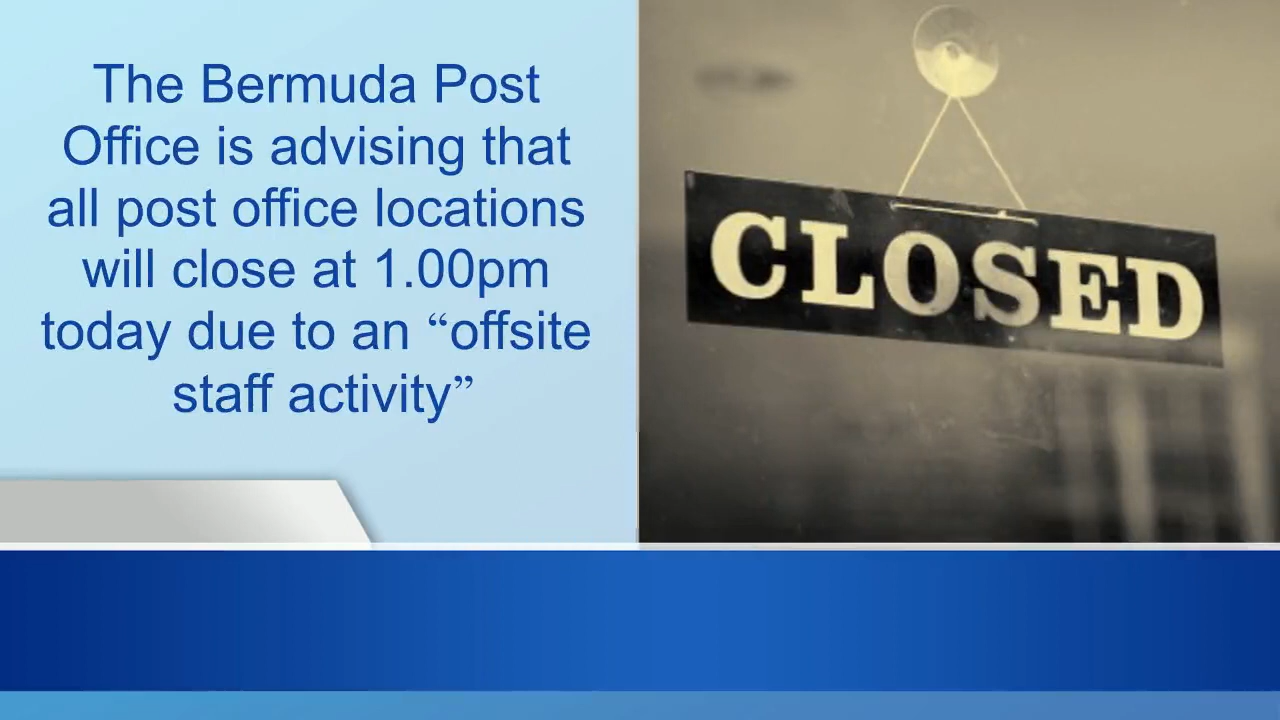 The Bermuda Post
Office is advising that
all post office locations
will close at 1.00pm
today due to an “offsite
staff activity”
CLOSED